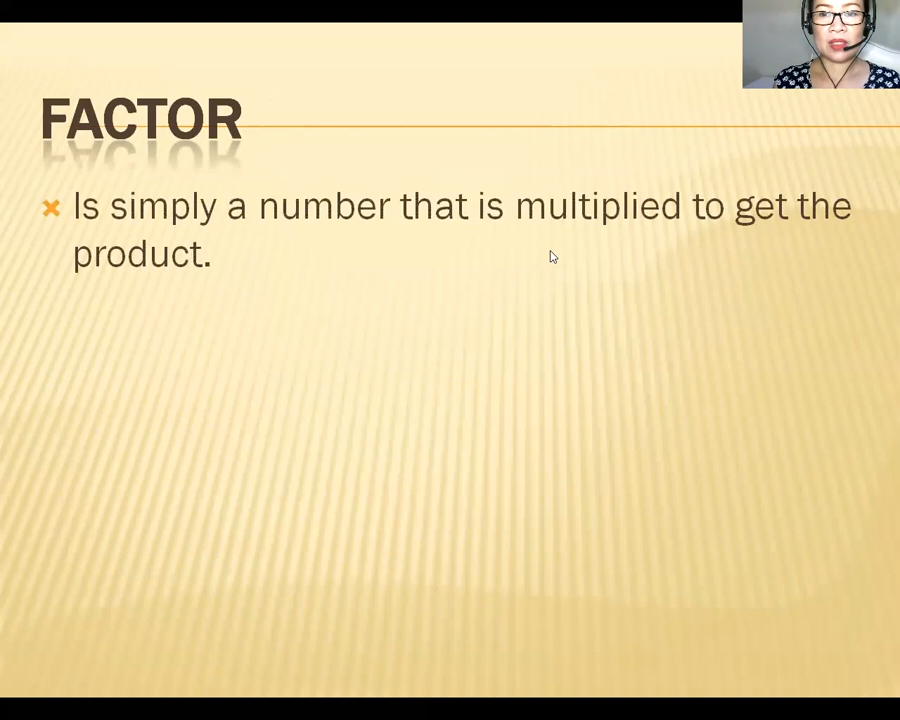 FACTOR
Is simply a number that is multiplied to get the
product.